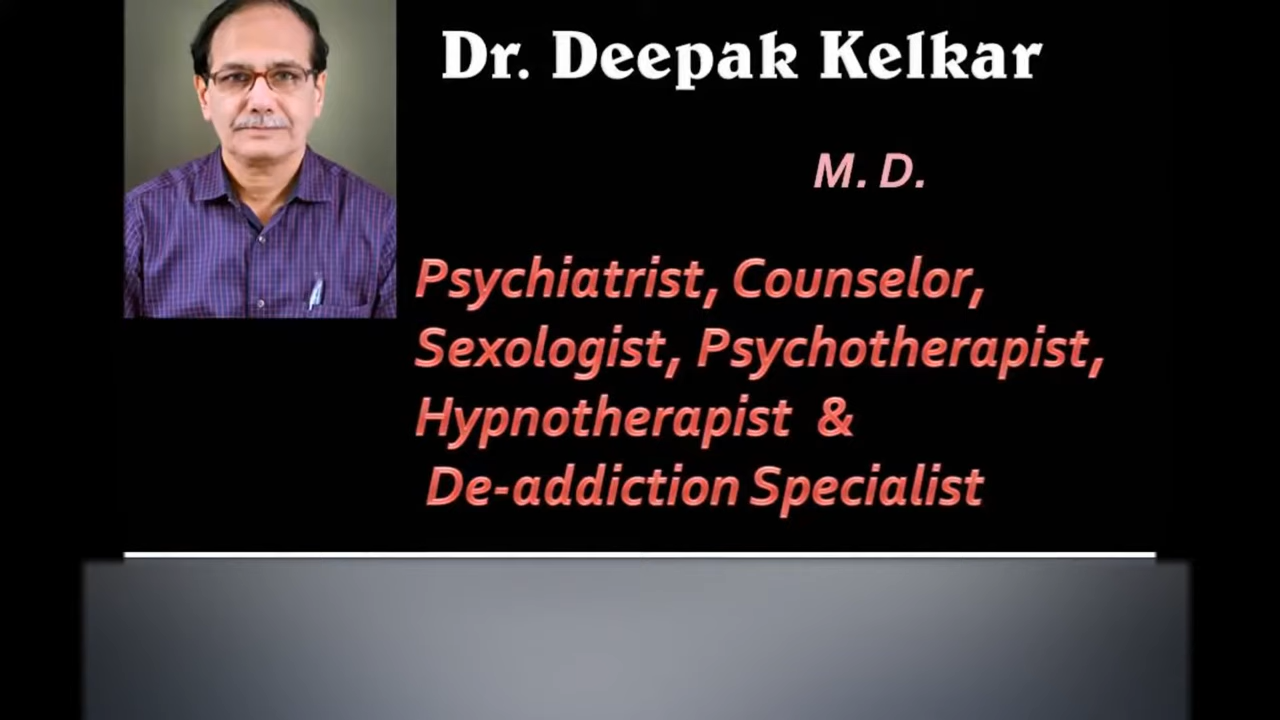 Dr. Deepak Kelkar
M. D.
Psychiatrist, Counselor,
Sexologist, Psychotherapist,
Hypnotherapist &
De-addiction Specialist